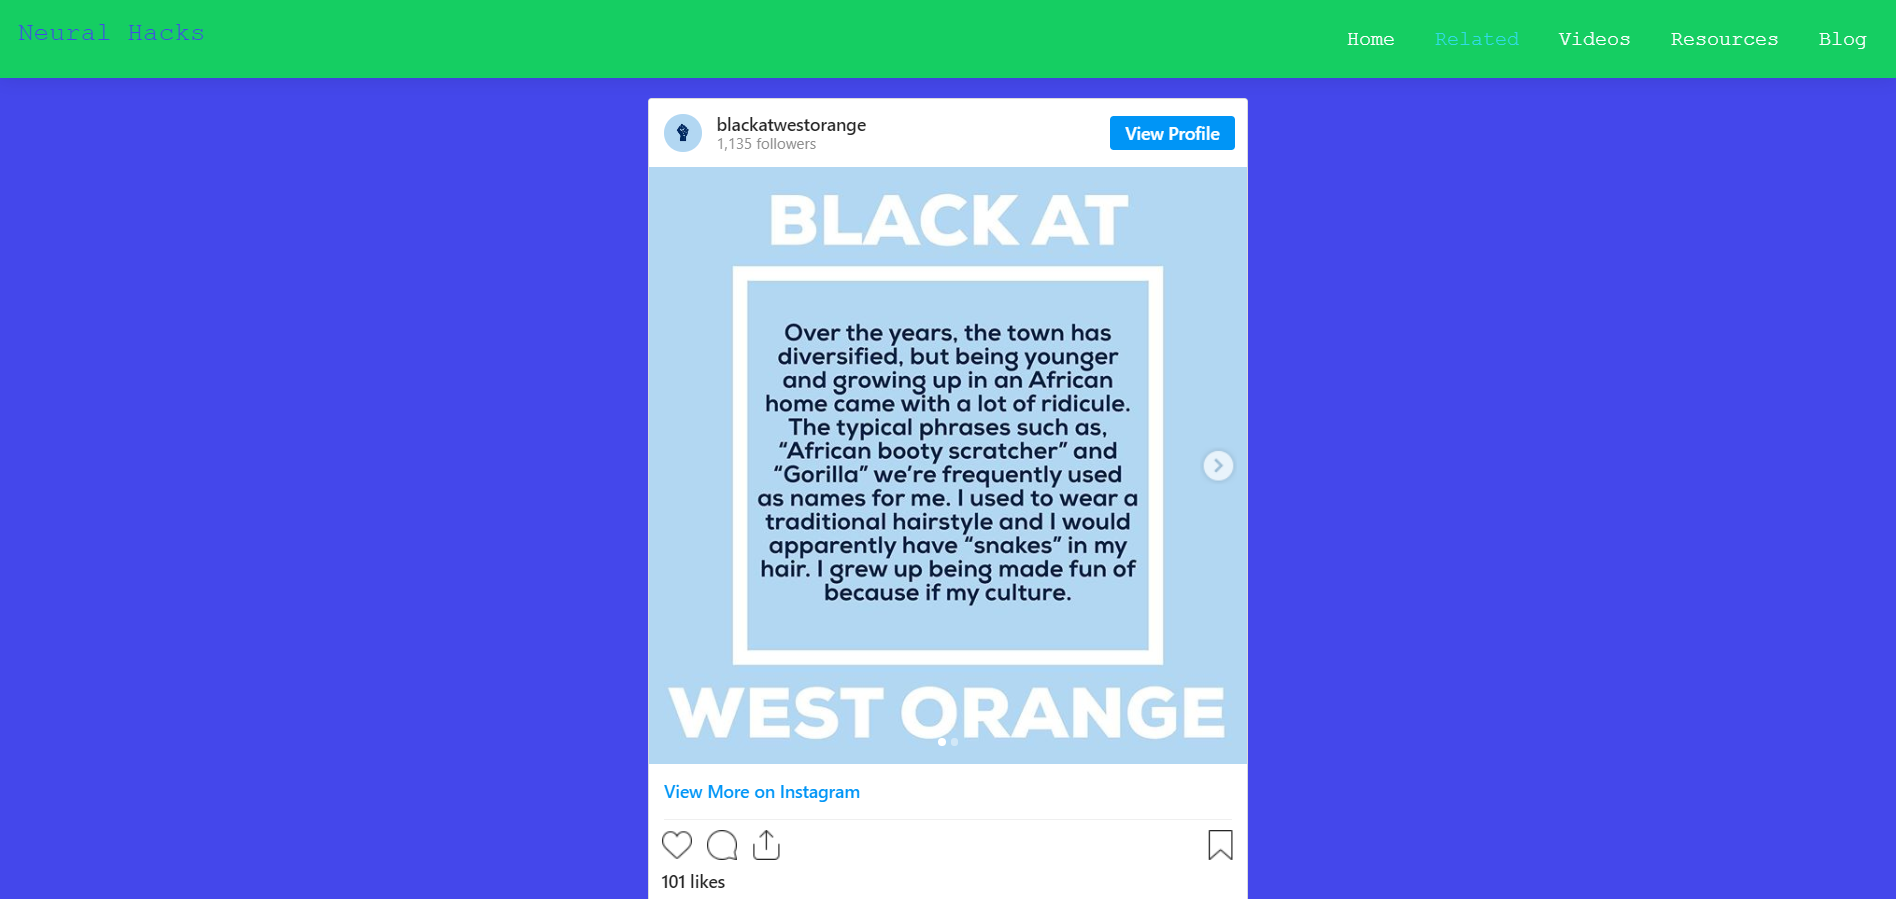 Neural Hacks
Home Related Videos Resources Blog
blackatwestorange
1,135 followers
View Profile
BLACK AT
Over the years, the town has
diversified, but being younger
and growing up in an African
home came with a lot of ridicule.
The typical phrases such as,
“African booty scratcher” and
“Gorilla” we’re frequently used
as names for me. I used to wear a
traditional hairstyle and I would
apparently have “snakes” in my
hair. I grew up being made fun of
because if my culture.
WEST ORANGE
View More on Instagram
101 likes